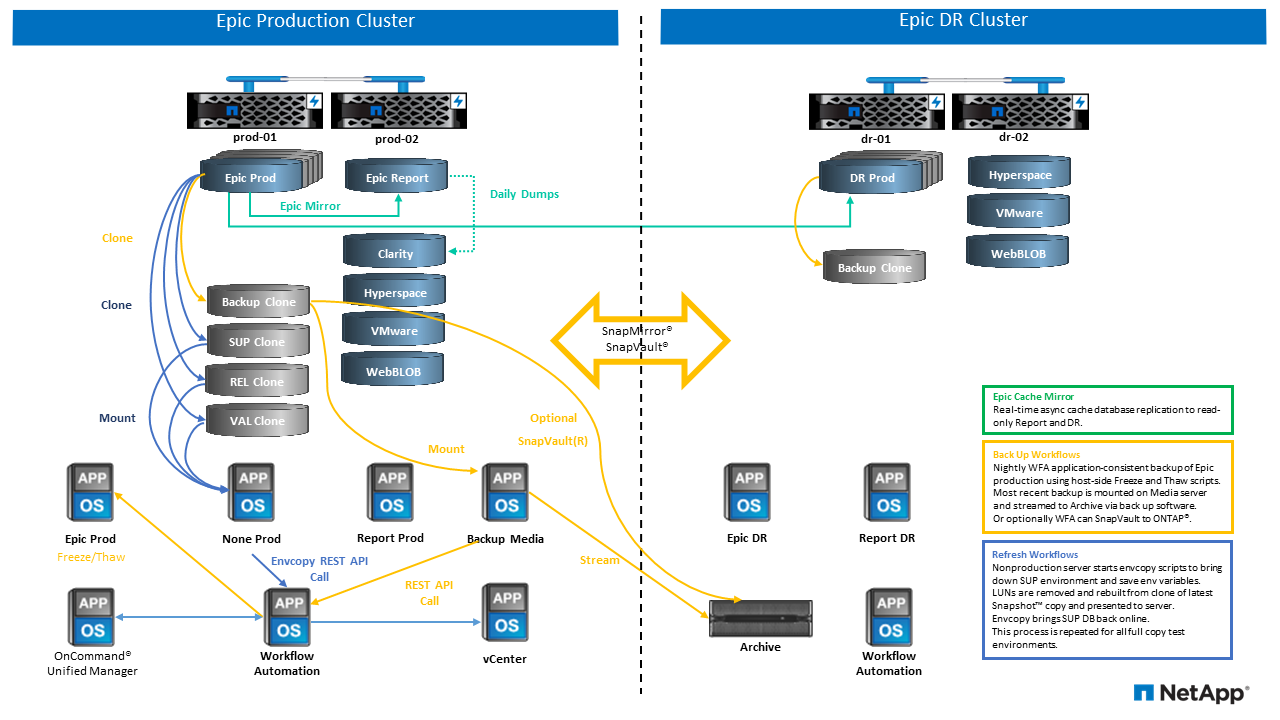 Epic Production Cluster
Epic DR Cluster
prod-01
prod-02
dr-01
dr-02
Epic Prod
Epic Report
DR Prod
Hyperspace
Daily Dumps
Epic Mirror
VMware
Clone
Clarity
WebBLOB
Backup Clone
Hyperspace
Backup Clone
Clone
VMware
SnapMirror®
SnapVault®
SUP Clone
WebBLOB
REL Clone
Mount
VAL Clone
Optional
SnapVault(R)
Mount
Epic Cache Mirror
Real-time async cache database replication to read-
only Report and DR.
Back Up Workflows
Nightly WFA application-consistent backup of Epic
production using host-side Freeze and Thaw scripts.
Most recent backup is mounted on Media server
and streamed to Archive via back up software.
Or optionally WFA can SnapVault to ONTAP®.
APP
OS
APP
OS
APP
OS
APP
OS
APP
OS
APP
OS
Epic Prod
None Prod
Report Prod
Backup Media
Epic DR
Report DR
Freeze/Thaw
Envcopy REST API
Call
REST API
Call
Stream
Refresh Workflows
Nonproduction server starts envcopy scripts to bring
down SUP environment and save env variables.
LUNs are removed and rebuilt from clone of latest
Snapshot™ copy and presented to server.
Envcopy brings SUP DB back online.
This process is repeated for all full copy test
environments.
APP
OS
APP
OS
APP
OS
APP
OS
OnCommand®
Unified Manager
Workflow
Automation
vCenter
Archive
Workflow
Automation
NetApp®